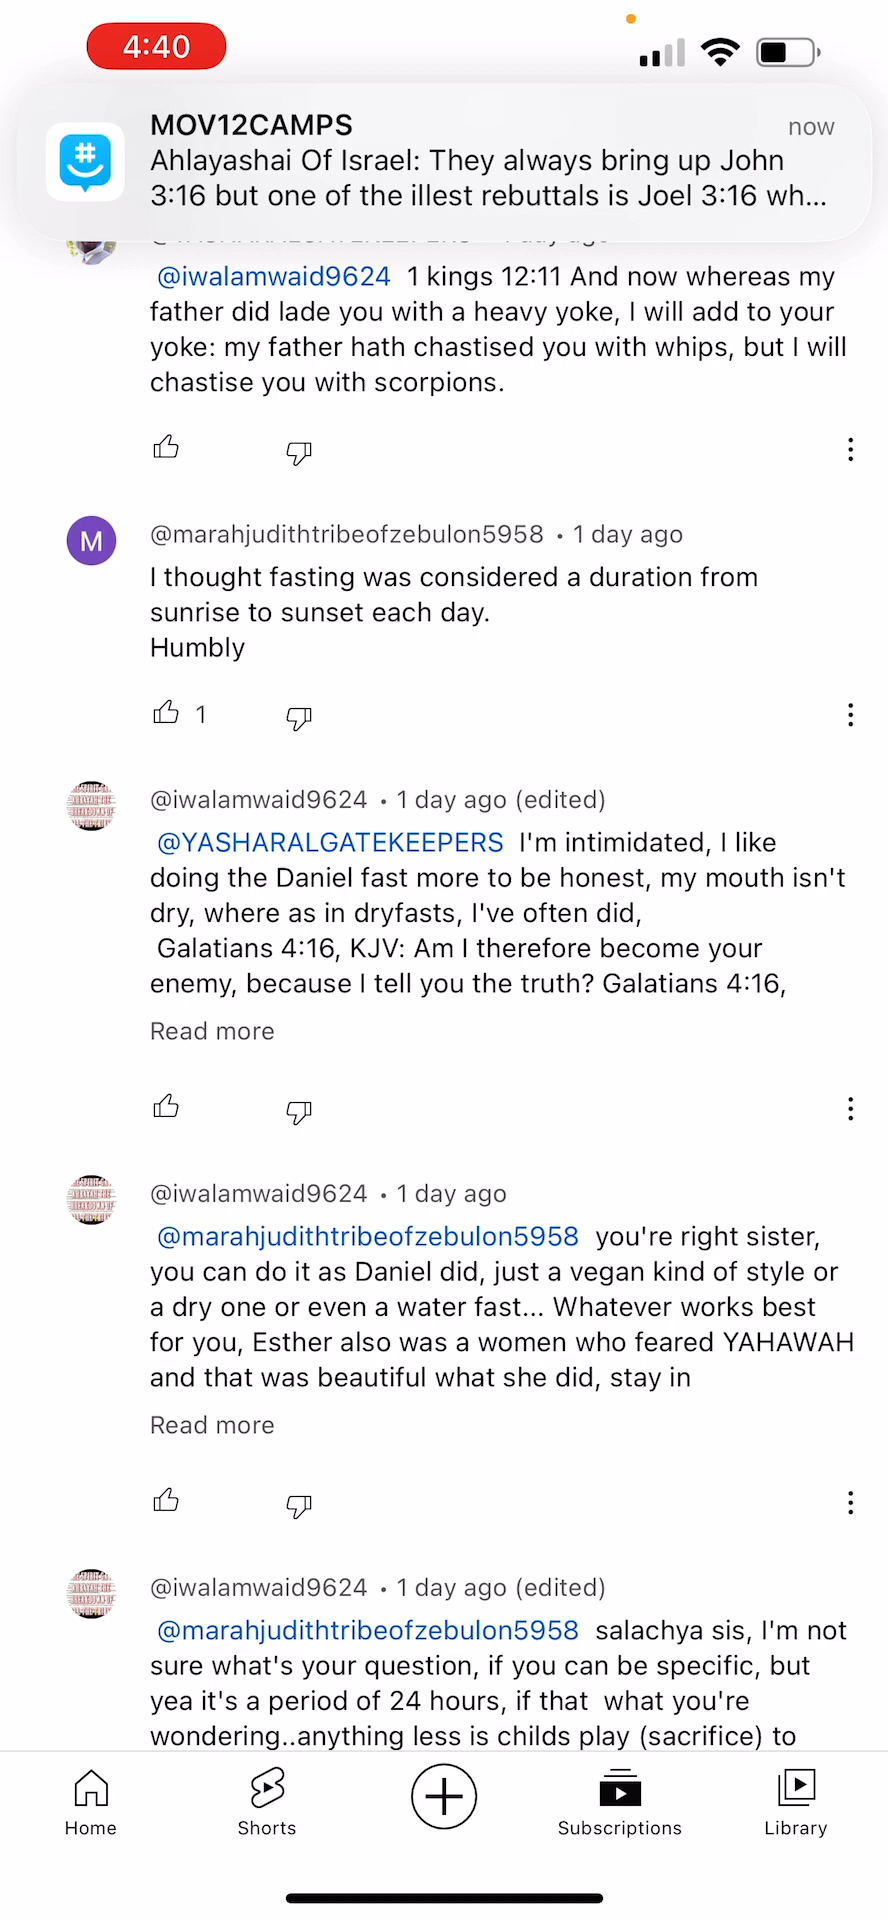 4:40
MOV12CAMPS
now
Ahlayashai Of Israel: They always bring up John
3:16 but one of the illest rebuttals is Joel 3:16 wh...
@iwalamwaid9624 1 kings 12:11 And now whereas my
father did lade you with a heavy yoke, I will add to your
yoke: my father hath chastised you with whips, but I will
chastise you with scorpions.
M
@marahjudithtribeofzebulon5958 • 1 day ago
I thought fasting was considered a duration from
sunrise to sunset each day.
Humbly
1
@iwalamwaid9624 • 1 day ago (edited)
@YASHARALGATEKEEPERS I'm intimidated, I like
doing the Daniel fast more to be honest, my mouth isn't
dry, where as in dryfasts, I've often did,
Galatians 4:16, KJV: Am I therefore become your
enemy, because I tell you the truth? Galatians 4:16,
Read more
@iwalamwaid9624 • 1 day ago
@marahjudithtribeofzebulon5958 you're right sister,
you can do it as Daniel did, just a vegan kind of style or
a dry one or even a water fast... Whatever works best
for you, Esther also was a women who feared YAHAWAH
and that was beautiful what she did, stay in
Read more
@iwalamwaid9624 • 1 day ago (edited)
@marahjudithtribeofzebulon5958 salachya sis, I'm not
sure what's your question, if you can be specific, but
yea it's a period of 24 hours, if that what you're
wondering..anything less is childs play (sacrifice) to
Home
Shorts
Subscriptions
Library